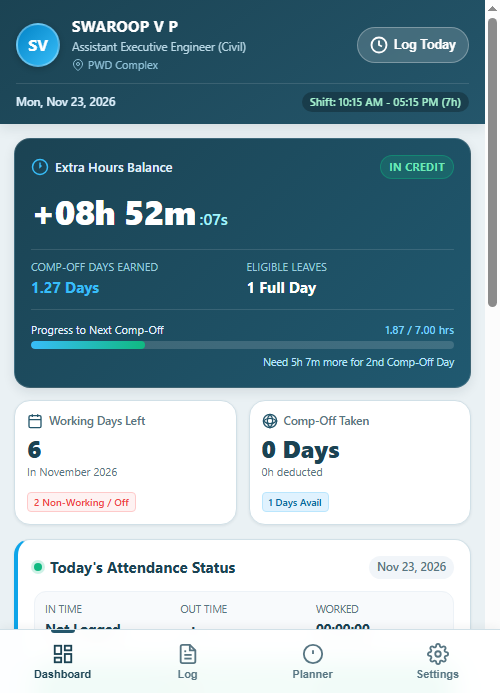 SV
SWAROOP V P
Assistant Executive Engineer (Civil)
PWD Complex
Log Today
Mon, Nov 23, 2026
Shift: 10:15 AM - 05:15 PM (7h)
Extra Hours Balance
IN CREDIT
+08h 52m :07s
COMP-OFF DAYS EARNED
ELIGIBLE LEAVES
1.27 Days
1 Full Day
Progress to Next Comp-Off
1.87 / 7.00 hrs
Need 5h 7m more for 2nd Comp-Off Day
Working Days Left
6
In November 2026
2 Non-Working / Off
Comp-Off Taken
0 Days
0h deducted
1 Days Avail
Today's Attendance Status
Nov 23, 2026
IN TIME
OUT TIME
WORKED
Not Logged
00:00:00
Dashboard
Log
Planner
Settings